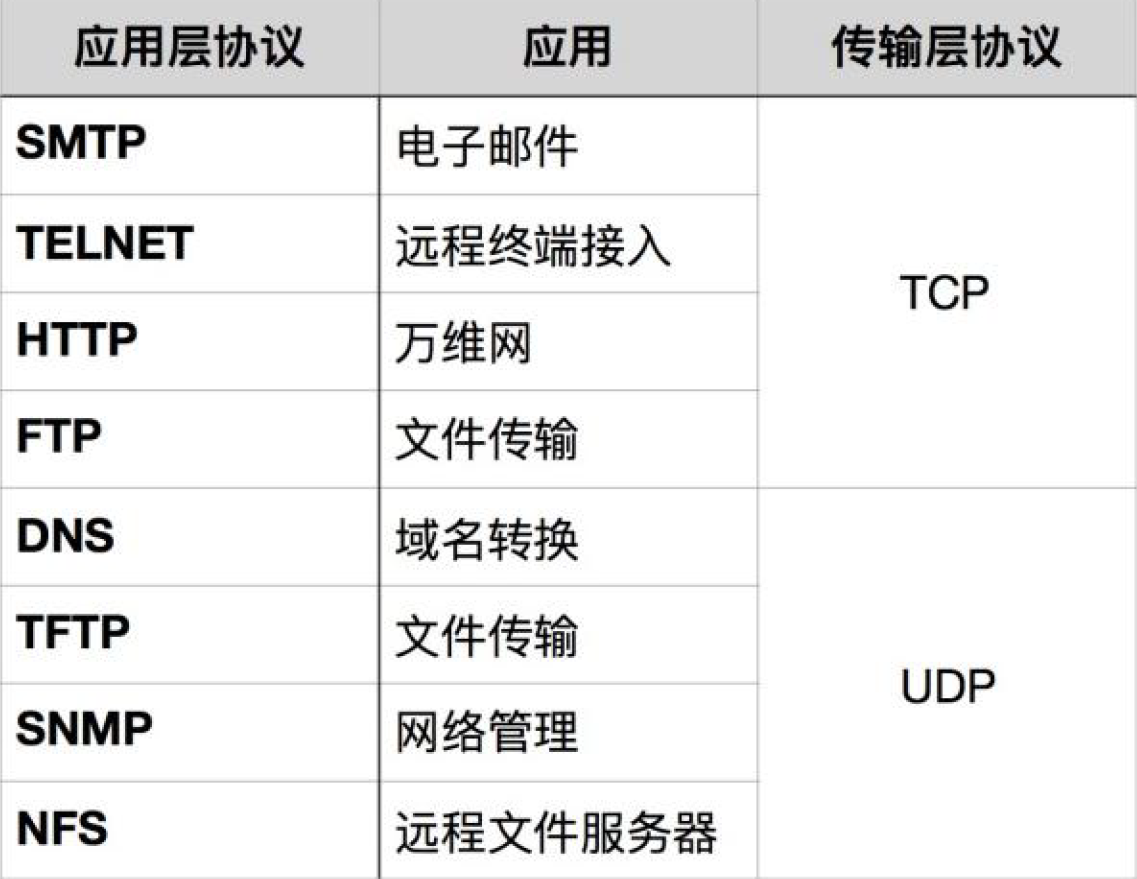 应用层协议 应用 传输层协议
SMTP 电子邮件
TELNET 远程终端接入
TCP
HTTP 万维网
FTP 文件传输
DNS 域名转换
TFTP 文件传输
UDP
SNMP 网络管理
NFS 远程文件服务器